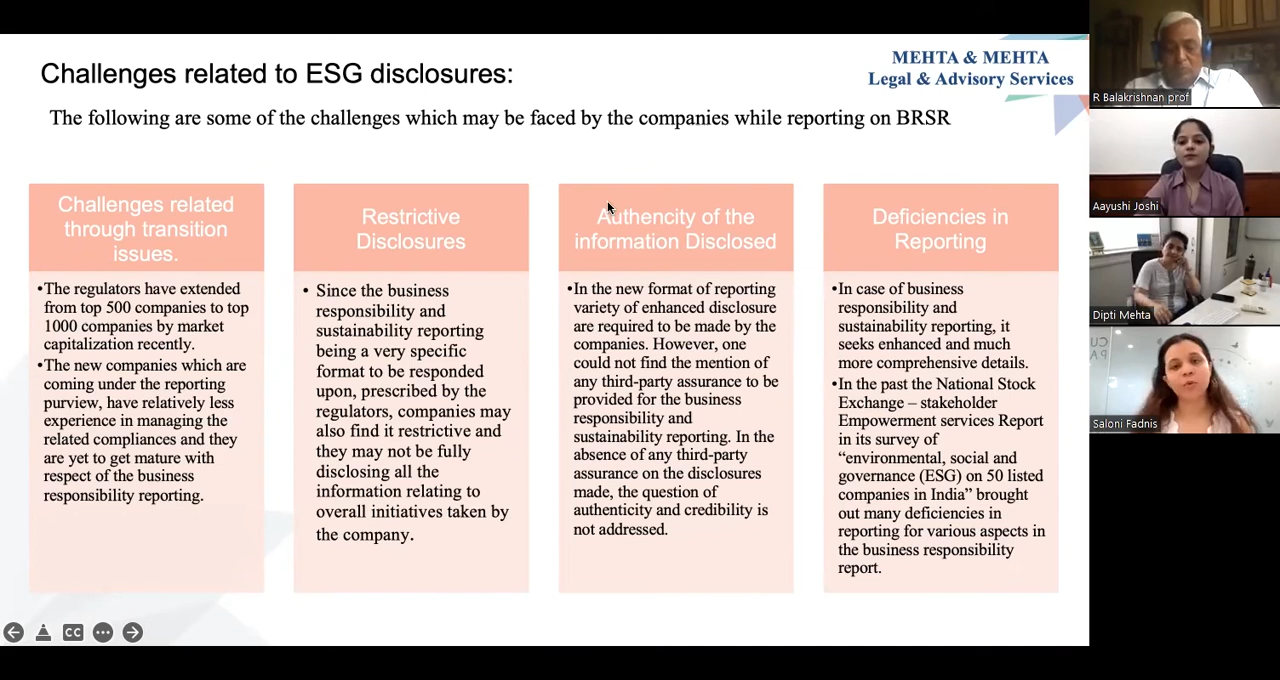 Challenges related to ESG disclosures:
MEHTA & MEHTA
Legal & Advisory Services
The following are some of the challenges which may be faced by the companies while reporting on BRSR
Challenges related
through transition
issues.
•The regulators have extended
from top 500 companies to top
1000 companies by market
capitalization recently.
•The new companies which are
coming under the reporting
purview, have relatively less
experience in managing the
related compliances and they
are yet to get mature with
respect of the business
responsibility reporting.
Restrictive
Disclosures
• Since the business
responsibility and
sustainability reporting
being a very specific
format to be responded
upon, prescribed by the
regulators, companies may
also find it restrictive and
they may not be fully
disclosing all the
information relating to
overall initiatives taken by
the company.
Authencity of the
information Disclosed
•In the new format of reporting
variety of enhanced disclosure
are required to be made by the
companies. However, one
could not find the mention of
any third-party assurance to be
provided for the business
responsibility and
sustainability reporting. In the
absence of any third-party
assurance on the disclosures
made, the question of
authenticity and credibility is
not addressed.
Deficiencies in
Reporting
•In case of business
responsibility and
sustainability reporting, it
seeks enhanced and much
more comprehensive details.
•In the past the National Stock
Exchange – stakeholder
Empowerment services Report
in its survey of
“environmental, social and
governance (ESG) on 50 listed
companies in India” brought
out many deficiencies in
reporting for various aspects in
the business responsibility
report.
CC
R Balakrishnan prof
Aayushi Joshi
Dipti Mehta
Saloni Fadnis